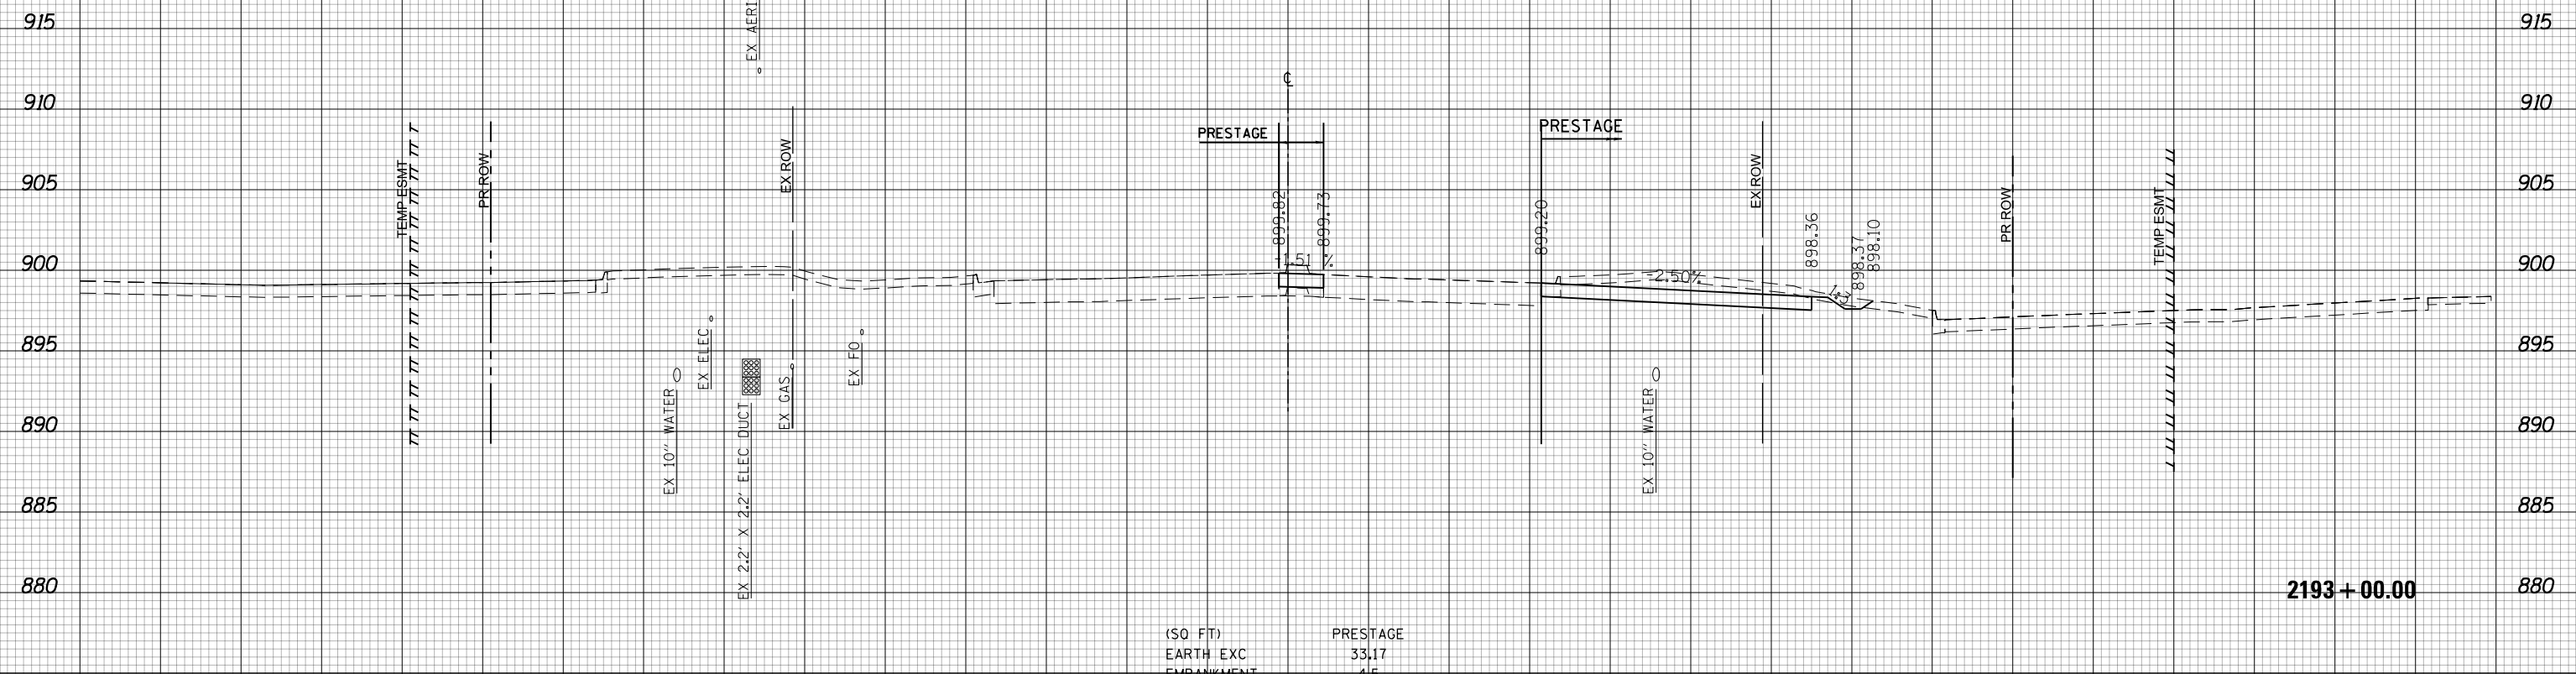 915
EX AERI
915
910
℄
910
PRESTAGE
PRESTAGE
TEMP ESMT
PR ROW
EX ROW
905
899.82
899.73
899.20
EX ROW
898.36
898.37
898.10
PR ROW
TEMP ESMT
905
900
-1.51 %
-2.50%
1:3
900
895
EX 10" WATER
EX ELEC
EX 2.2' X 2.2' ELEC DUCT
EX GAS
EX FO
EX 10" WATER
895
890
890
885
885
880
2193+00.00
880
(SQ FT) PRESTAGE
EARTH EXC 33.17